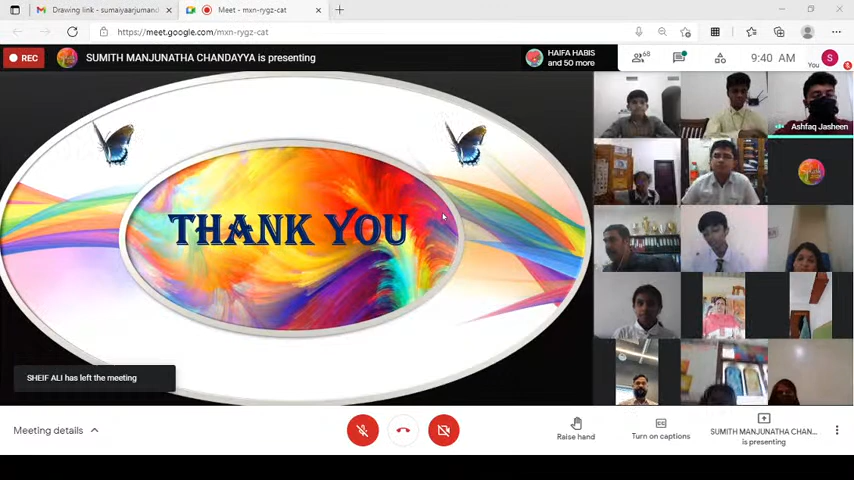 Drawing link - sumaiyaarjumand
Meet - mxn-rygz-cat
https://meet.google.com/mxn-rygz-cat
REC
SUMITH MANJUNATHA CHANDAYYA is presenting
HAIFA HABIS
and 50 more
68
9:40 AM
You
S
Ashfaq Jasheen
THANK YOU
SHEIF ALI has left the meeting
Meeting details
Raise hand
Turn on captions
SUMITH MANJUNATHA CHAN...
is presenting